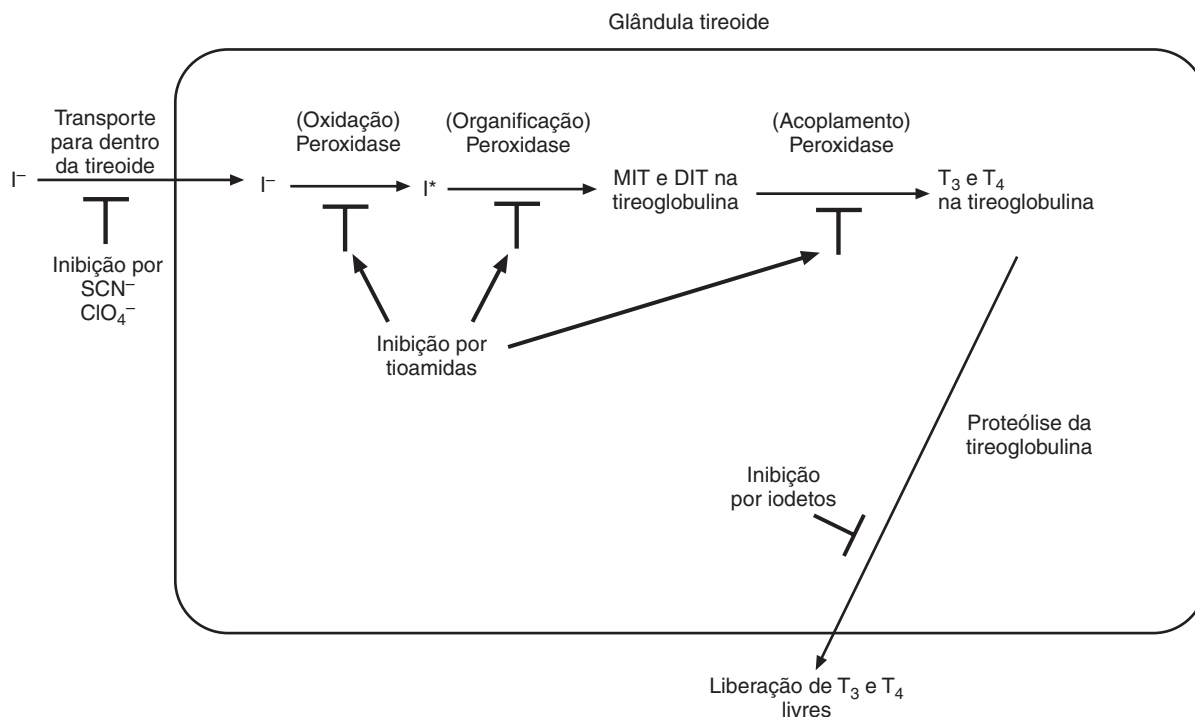 Glândula tireoide
Transporte
para dentro
da tireoide
I⁻
Inibição por
SCN⁻
ClO₄⁻
(Oxidação)
Peroxidase
I⁻
I*
(Organificação)
Peroxidase
MIT e DIT na
tireoglobulina
(Acoplamento)
Peroxidase
T₃ e T₄
na tireoglobulina
Inibição por
tioamidas
Proteólise da
tireoglobulina
Inibição
por iodetos
Liberação de T₃ e T₄
livres